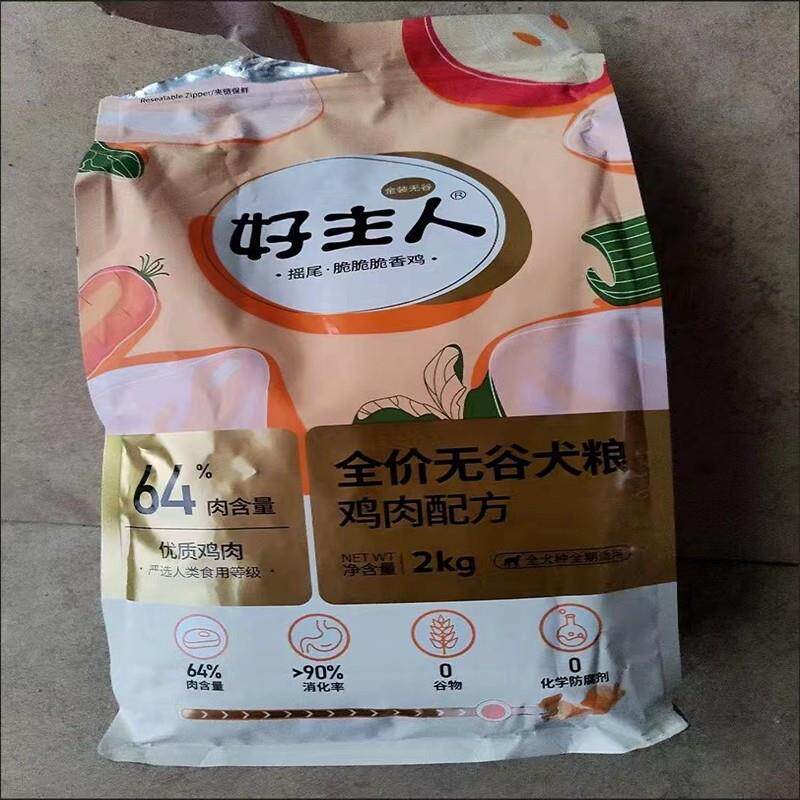 Resealable Zipper/夹链保鲜
金装无谷
好主人®
·摇尾·脆脆脆香鸡·
64%
肉含量
优质鸡肉
·严选人类食用等级·
全价无谷犬粮
鸡肉配方
NET WT
净含量
2kg
全犬种全期适用
64%
肉含量
>90%
消化率
0
谷物
0
化学防腐剂